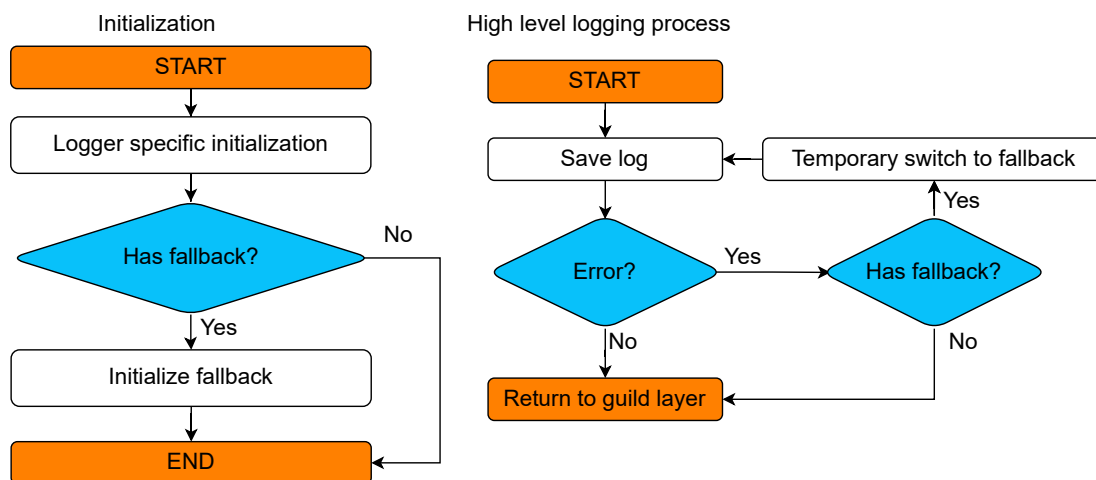 Initialization
START
Logger specific initialization
Has fallback?
No
Yes
Initialize fallback
END
High level logging process
START
Save log
Temporary switch to fallback
Yes
Error?
Yes
Has fallback?
No
No
Return to guild layer